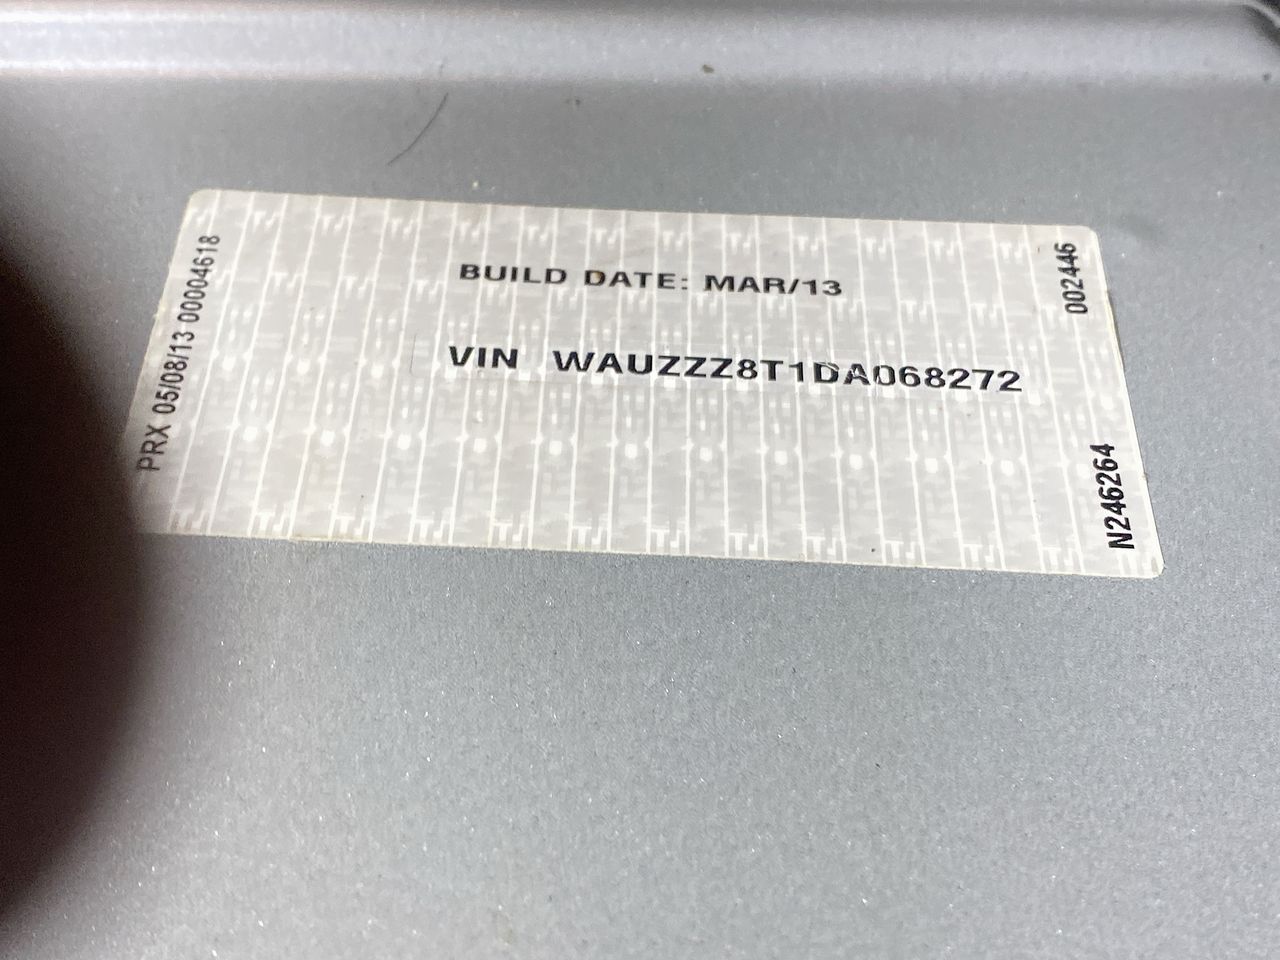 BUILD DATE: MAR/13
VIN WAUZZZ8T1DA068272
PRX 05/08/13 00004618
002446
N246264